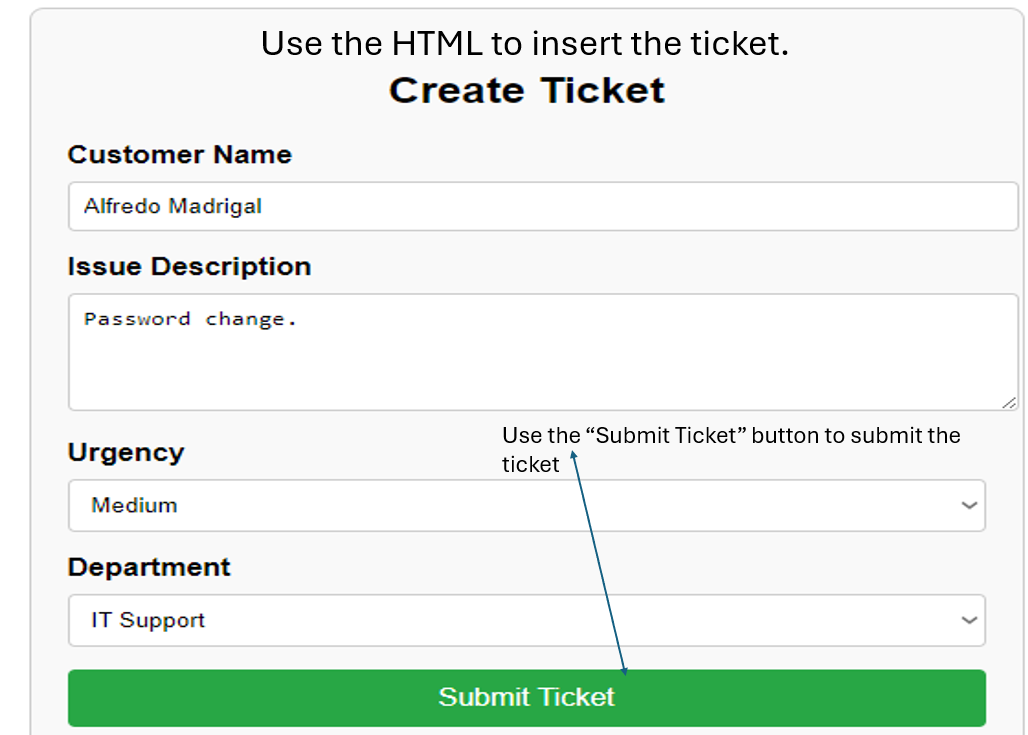 Use the HTML to insert the ticket.
Create Ticket
Customer Name
Alfredo Madrigal
Issue Description
Password change.
Use the “Submit Ticket” button to submit the
ticket
Urgency
Medium
Department
IT Support
Submit Ticket